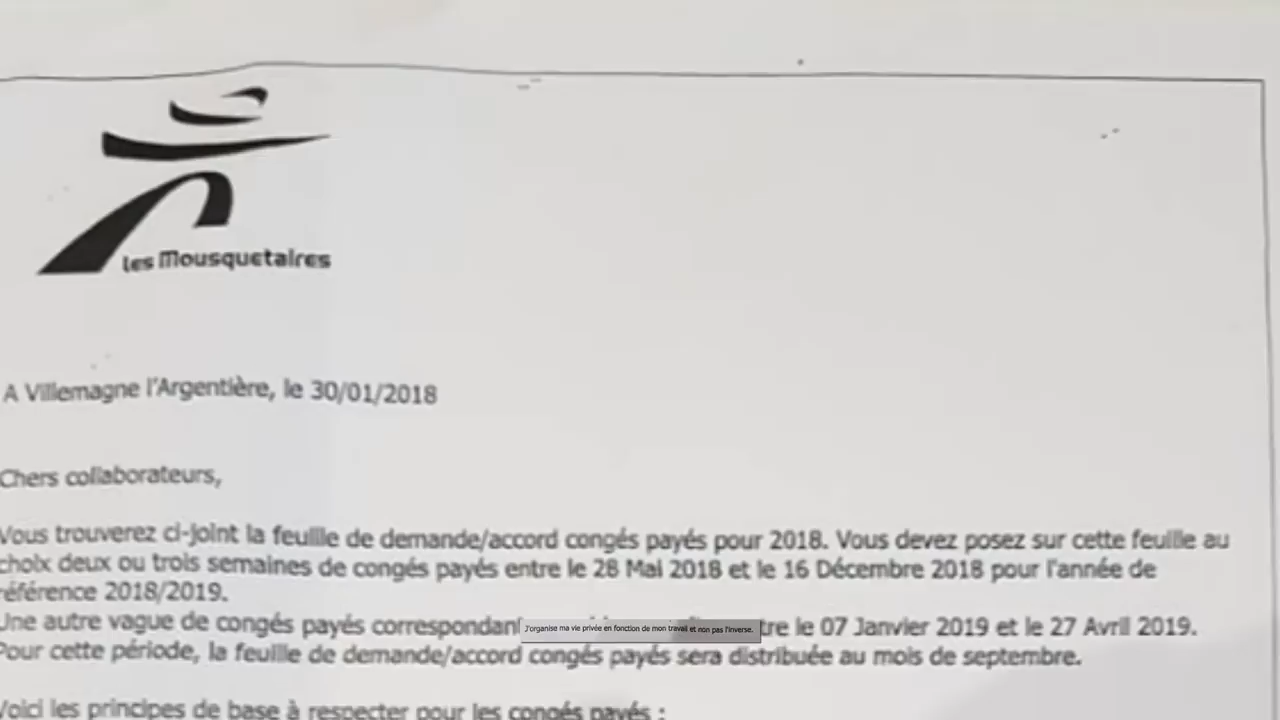 les Mousquetaires
A Villemagne l'Argentière, le 30/01/2018
Chers collaborateurs,
Vous trouverez ci-joint la feuille de demande/accord congés payés pour 2018. Vous devez posez sur cette feuille au
choix deux ou trois semaines de congés payés entre le 28 Mai 2018 et le 16 Décembre 2018 pour l'année de
référence 2018/2019.
Une autre vague de congés payés correspondant tre le 07 Janvier 2019 et le 27 Avril 2019.
J'organise ma vie privée en fonction de mon travail et non pas l'inverse.
Pour cette période, la feuille de demande/accord congés payés sera distribuée au mois de septembre.
Voici les principes de base à respecter pour les congés payés :